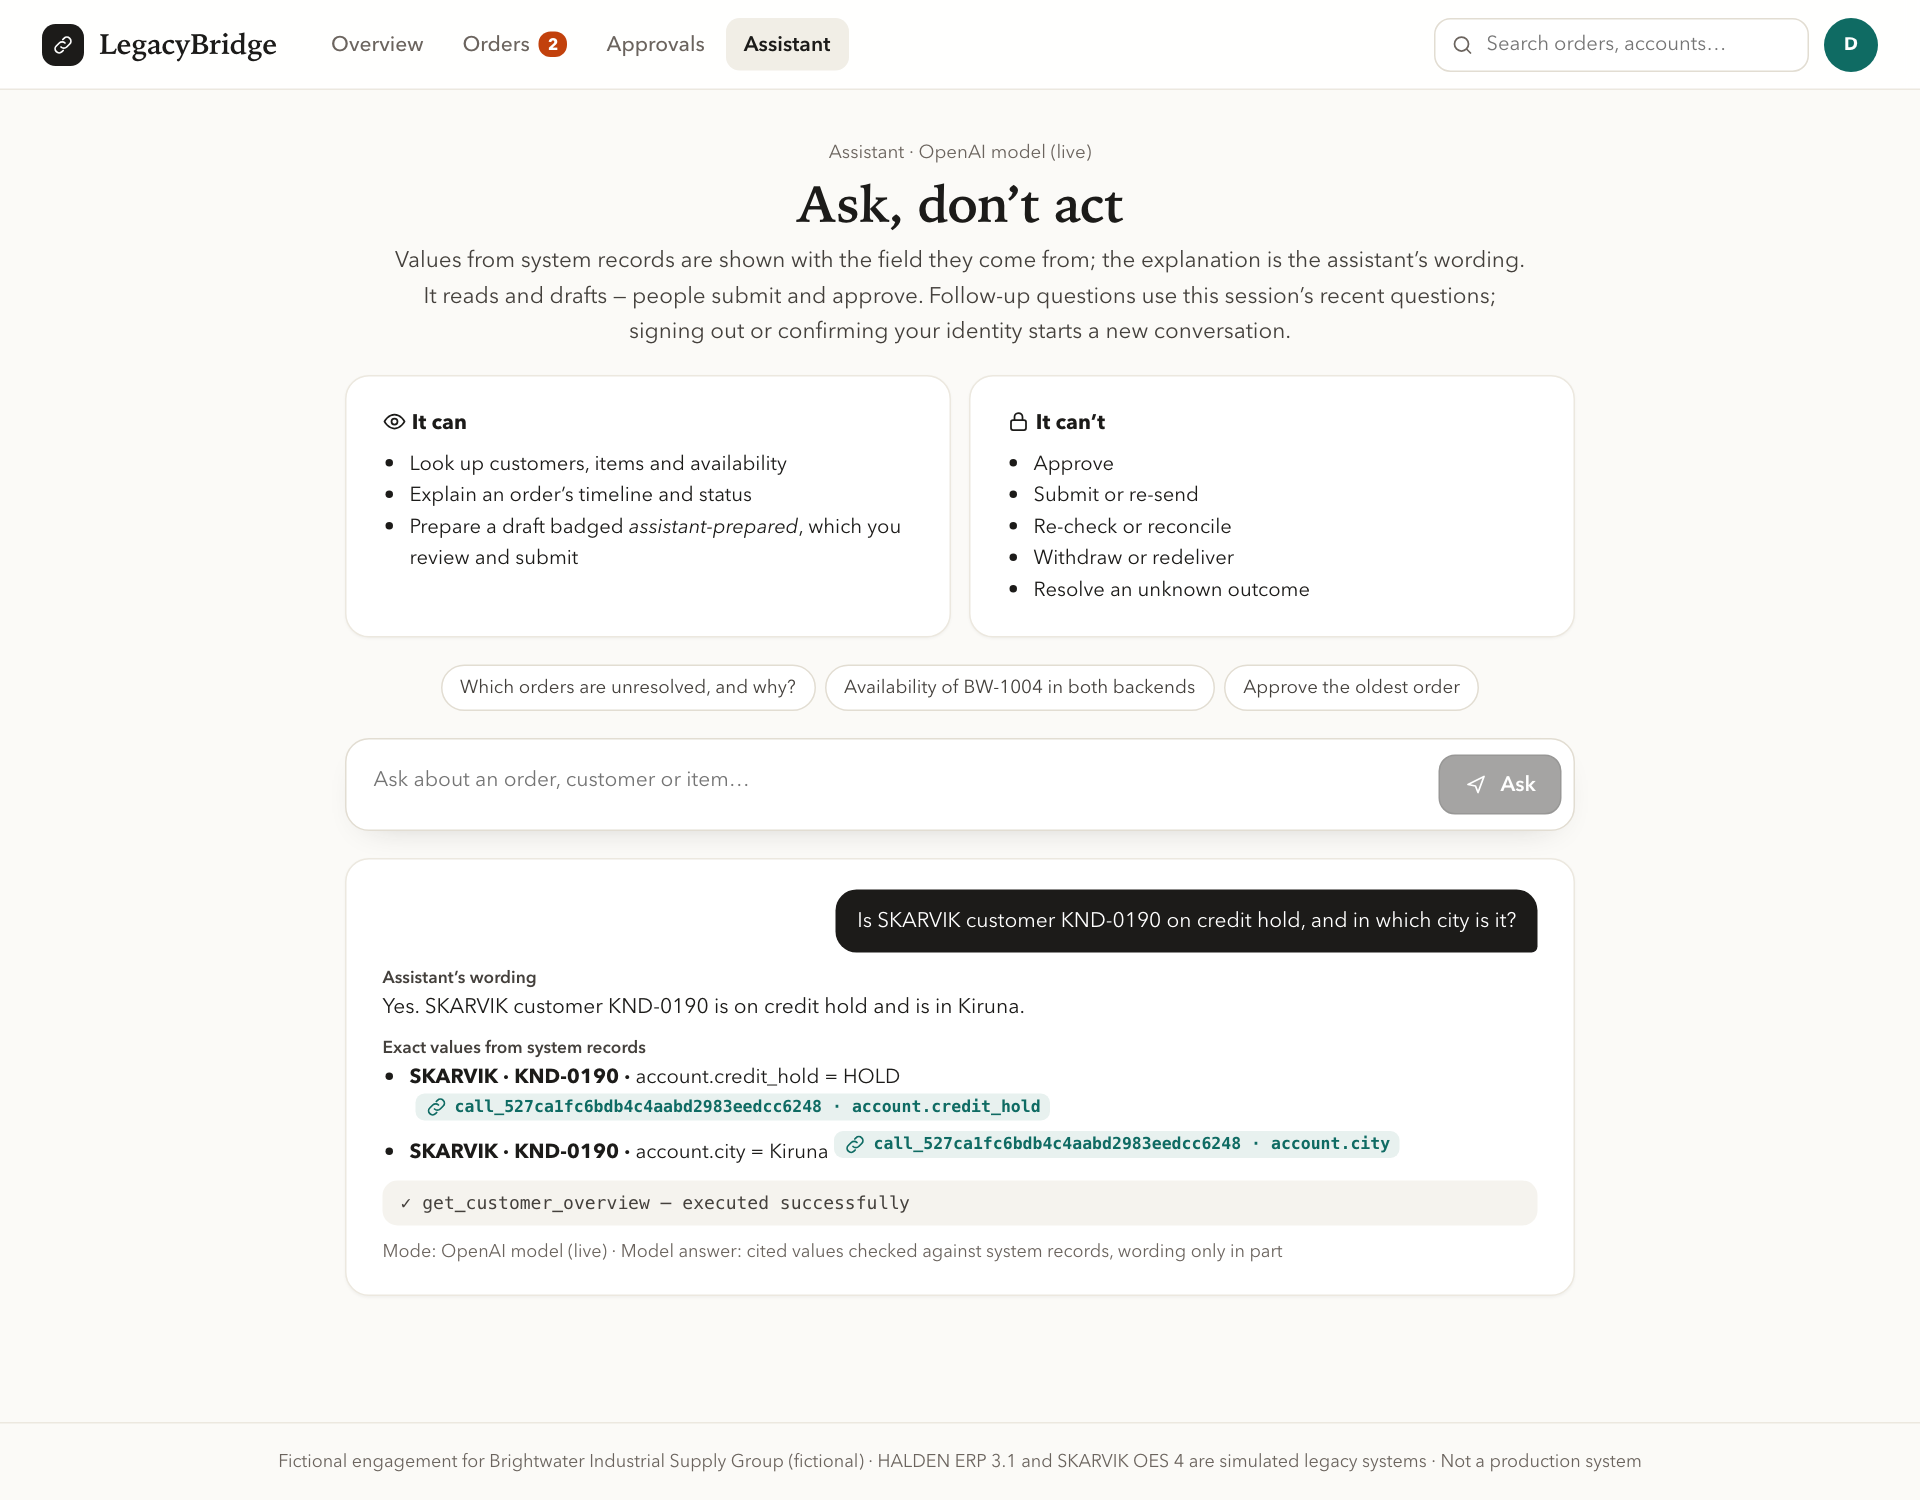 LegacyBridge
Overview
Orders 2
Approvals
Assistant
Search orders, accounts…
D
Assistant · OpenAI model (live)
Ask, don’t act
Values from system records are shown with the field they come from; the explanation is the assistant’s wording.
It reads and drafts – people submit and approve. Follow-up questions use this session’s recent questions;
signing out or confirming your identity starts a new conversation.
It can
Look up customers, items and availability
Explain an order’s timeline and status
Prepare a draft badged assistant-prepared, which you
review and submit
It can’t
Approve
Submit or re-send
Re-check or reconcile
Withdraw or redeliver
Resolve an unknown outcome
Which orders are unresolved, and why?
Availability of BW-1004 in both backends
Approve the oldest order
Ask about an order, customer or item…
Ask
Is SKARVIK customer KND-0190 on credit hold, and in which city is it?
Assistant’s wording
Yes. SKARVIK customer KND-0190 is on credit hold and is in Kiruna.
Exact values from system records
SKARVIK · KND-0190 · account.credit_hold = HOLD
call_527ca1fc6bdb4c4aabd2983eedcc6248 · account.credit_hold
SKARVIK · KND-0190 · account.city = Kiruna call_527ca1fc6bdb4c4aabd2983eedcc6248 · account.city
✓ get_customer_overview — executed successfully
Mode: OpenAI model (live) · Model answer: cited values checked against system records, wording only in part
Fictional engagement for Brightwater Industrial Supply Group (fictional) · HALDEN ERP 3.1 and SKARVIK OES 4 are simulated legacy systems · Not a production system